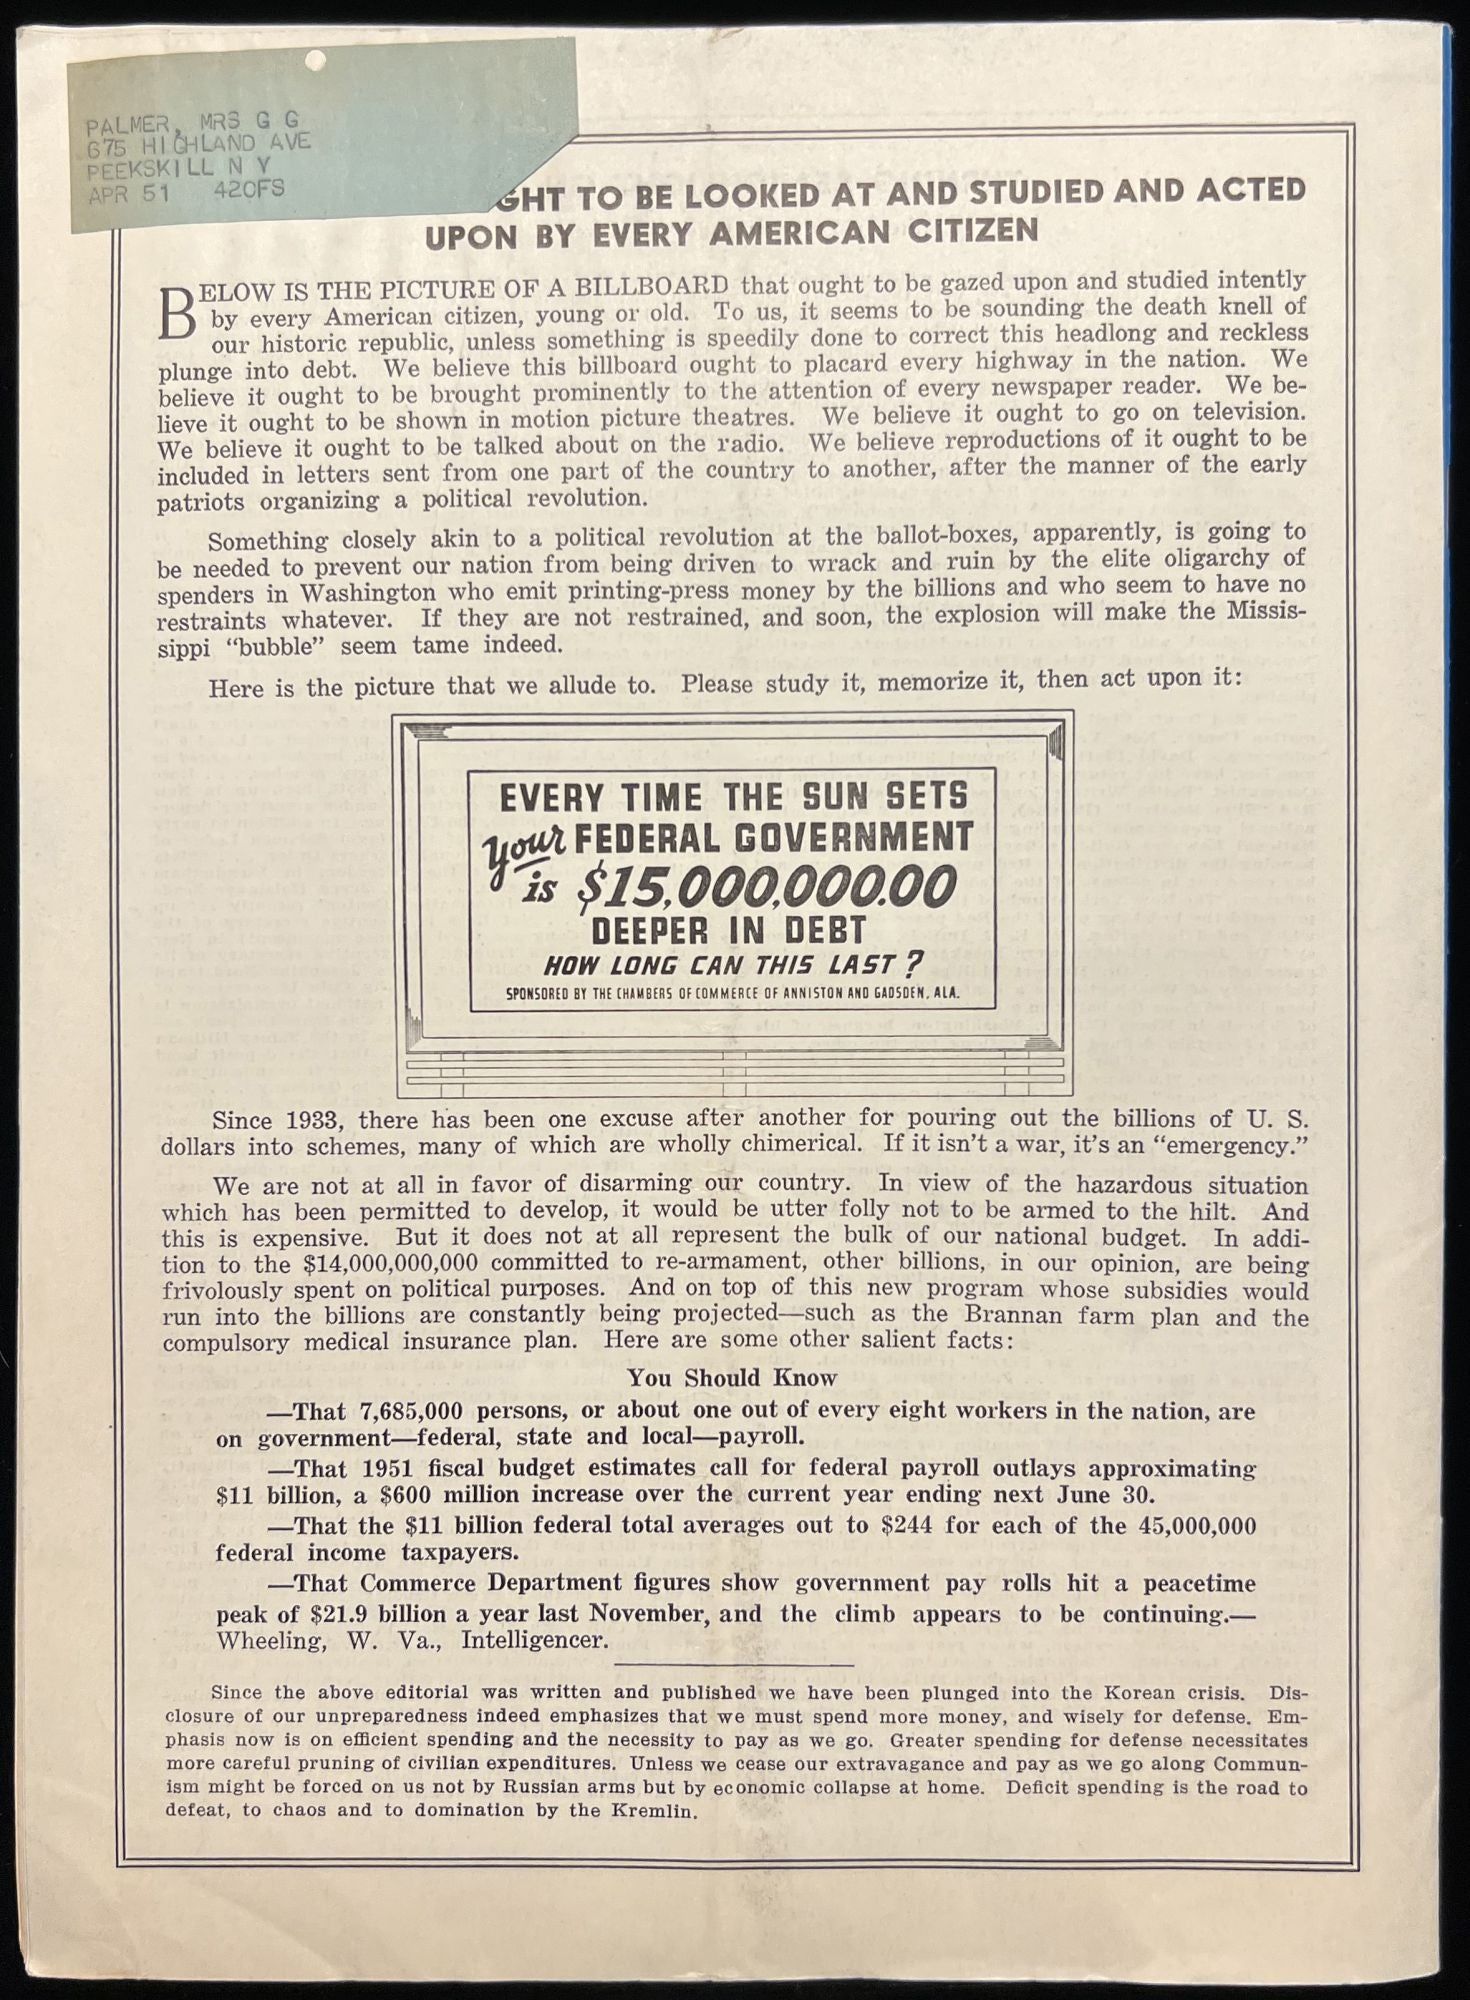 PALMER, MRS G G
675 HIGHLAND AVE
PEEKSKILL N Y
APR 51 420FS
GHT TO BE LOOKED AT AND STUDIED AND ACTED
UPON BY EVERY AMERICAN CITIZEN
BELOW IS THE PICTURE OF A BILLBOARD that ought to be gazed upon and studied intently
by every American citizen, young or old. To us, it seems to be sounding the death knell of
our historic republic, unless something is speedily done to correct this headlong and reckless
plunge into debt. We believe this billboard ought to placard every highway in the nation. We
believe it ought to be brought prominently to the attention of every newspaper reader. We be-
lieve it ought to be shown in motion picture theatres. We believe it ought to go on television.
We believe it ought to be talked about on the radio. We believe reproductions of it ought to be
included in letters sent from one part of the country to another, after the manner of the early
patriots organizing a political revolution.
Something closely akin to a political revolution at the ballot-boxes, apparently, is going to
be needed to prevent our nation from being driven to wrack and ruin by the elite oligarchy of
spenders in Washington who emit printing-press money by the billions and who seem to have no
restraints whatever. If they are not restrained, and soon, the explosion will make the Missis-
sippi “bubble” seem tame indeed.
Here is the picture that we allude to. Please study it, memorize it, then act upon it:
EVERY TIME THE SUN SETS
Your FEDERAL GOVERNMENT
is $15,000,000.00
DEEPER IN DEBT
HOW LONG CAN THIS LAST?
SPONSORED BY THE CHAMBERS OF COMMERCE OF ANNISTON AND GADSDEN, ALA.
Since 1933, there has been one excuse after another for pouring out the billions of U. S.
dollars into schemes, many of which are wholly chimerical. If it isn’t a war, it’s an “emergency.”
We are not at all in favor of disarming our country. In view of the hazardous situation
which has been permitted to develop, it would be utter folly not to be armed to the hilt. And
this is expensive. But it does not at all represent the bulk of our national budget. In addi-
tion to the $14,000,000,000 committed to re-armament, other billions, in our opinion, are being
frivolously spent on political purposes. And on top of this new program whose subsidies would
run into the billions are constantly being projected—such as the Brannan farm plan and the
compulsory medical insurance plan. Here are some other salient facts:
You Should Know
—That 7,685,000 persons, or about one out of every eight workers in the nation, are
on government—federal, state and local—payroll.
—That 1951 fiscal budget estimates call for federal payroll outlays approximating
$11 billion, a $600 million increase over the current year ending next June 30.
—That the $11 billion federal total averages out to $244 for each of the 45,000,000
federal income taxpayers.
—That Commerce Department figures show government pay rolls hit a peacetime
peak of $21.9 billion a year last November, and the climb appears to be continuing.—
Wheeling, W. Va., Intelligencer.
Since the above editorial was written and published we have been plunged into the Korean crisis. Dis-
closure of our unpreparedness indeed emphasizes that we must spend more money, and wisely for defense. Em-
phasis now is on efficient spending and the necessity to pay as we go. Greater spending for defense necessitates
more careful pruning of civilian expenditures. Unless we cease our extravagance and pay as we go along Commun-
ism might be forced on us not by Russian arms but by economic collapse at home. Deficit spending is the road to
defeat, to chaos and to domination by the Kremlin.